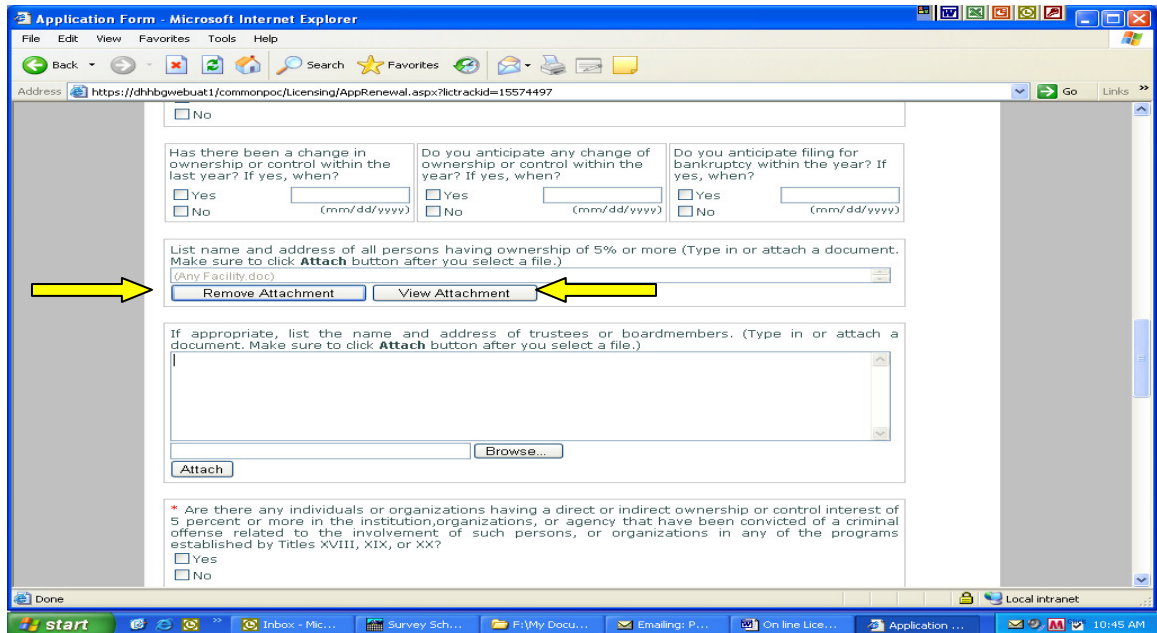 Application Form - Microsoft Internet Explorer
File Edit View Favorites Tools Help
Back Search Favorites
Address https://dhhbgwebuat1/commonpoc/Licensing/AppRenewal.aspx?lictrackid=15574497 Go Links »
No
Has there been a change in
ownership or control within the
last year? If yes, when?
Yes
No (mm/dd/yyyy)
Do you anticipate any change of
ownership or control within the
year? If yes, when?
Yes
No (mm/dd/yyyy)
Do you anticipate filing for
bankruptcy within the year? If
yes, when?
Yes
No (mm/dd/yyyy)
List name and address of all persons having ownership of 5% or more (Type in or attach a document.
Make sure to click Attach button after you select a file.)
(Any Facility.doc)
Remove Attachment View Attachment
If appropriate, list the name and address of trustees or boardmembers. (Type in or attach a
document. Make sure to click Attach button after you select a file.)
Browse...
Attach
* Are there any individuals or organizations having a direct or indirect ownership or control interest of
5 percent or more in the institution,organizations, or agency that have been convicted of a criminal
offense related to the involvement of such persons, or organizations in any of the programs
established by Titles XVIII, XIX, or XX?
Yes
No
Done Local intranet
start » Inbox - Mic... Survey Sch... F:\My Docu... Emailing: P... On line Lice... Application ... 10:45 AM